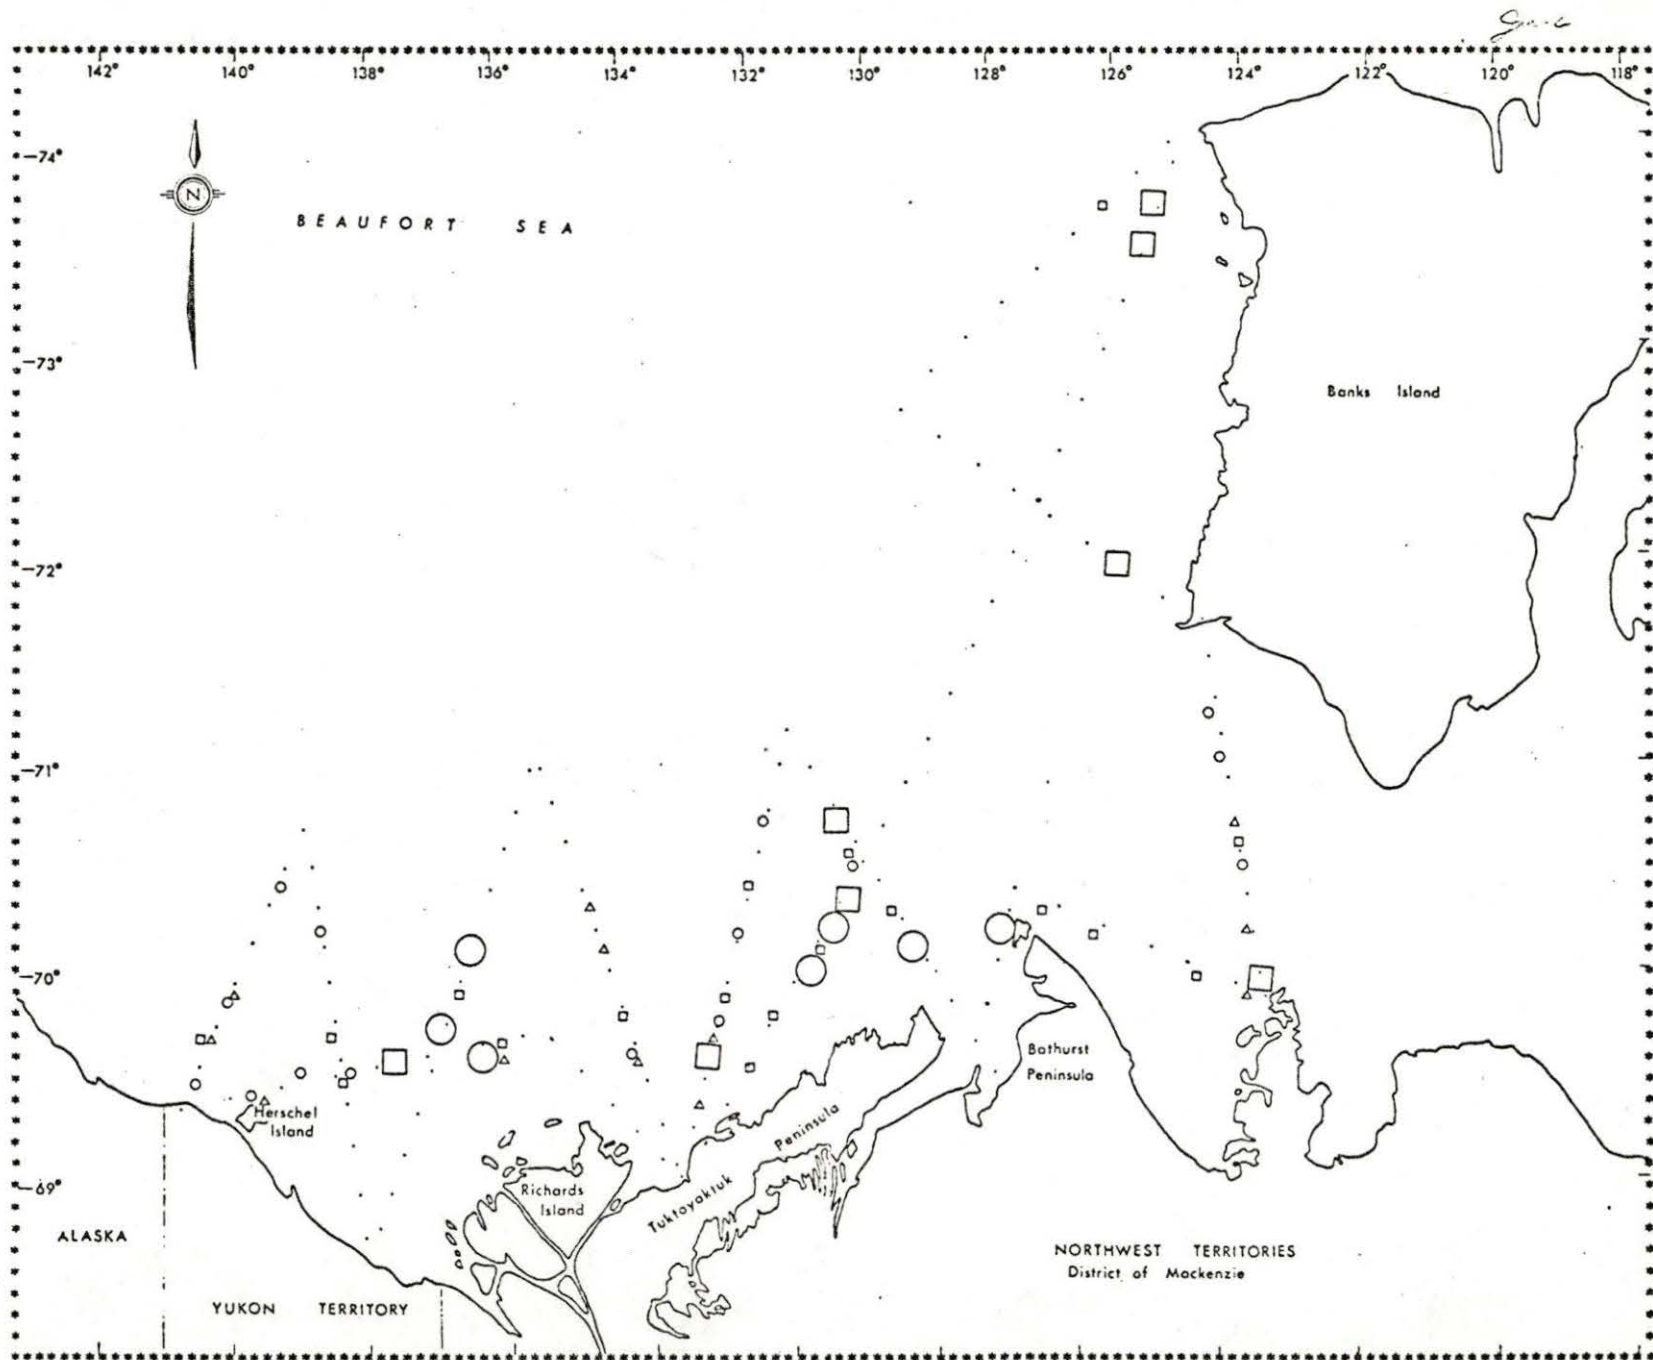 142° 140° 138° 136° 134° 132° 130° 128° 126° 124° 122° 120° 118°
74°
N
BEAUFORT SEA
73°
Banks Island
72°
71°
70°
Bathurst
Peninsula
Herschel
Island
69°
Richards
Island
Tuktoyaktuk Peninsula
ALASKA
NORTHWEST TERRITORIES
District of Mackenzie
YUKON TERRITORY